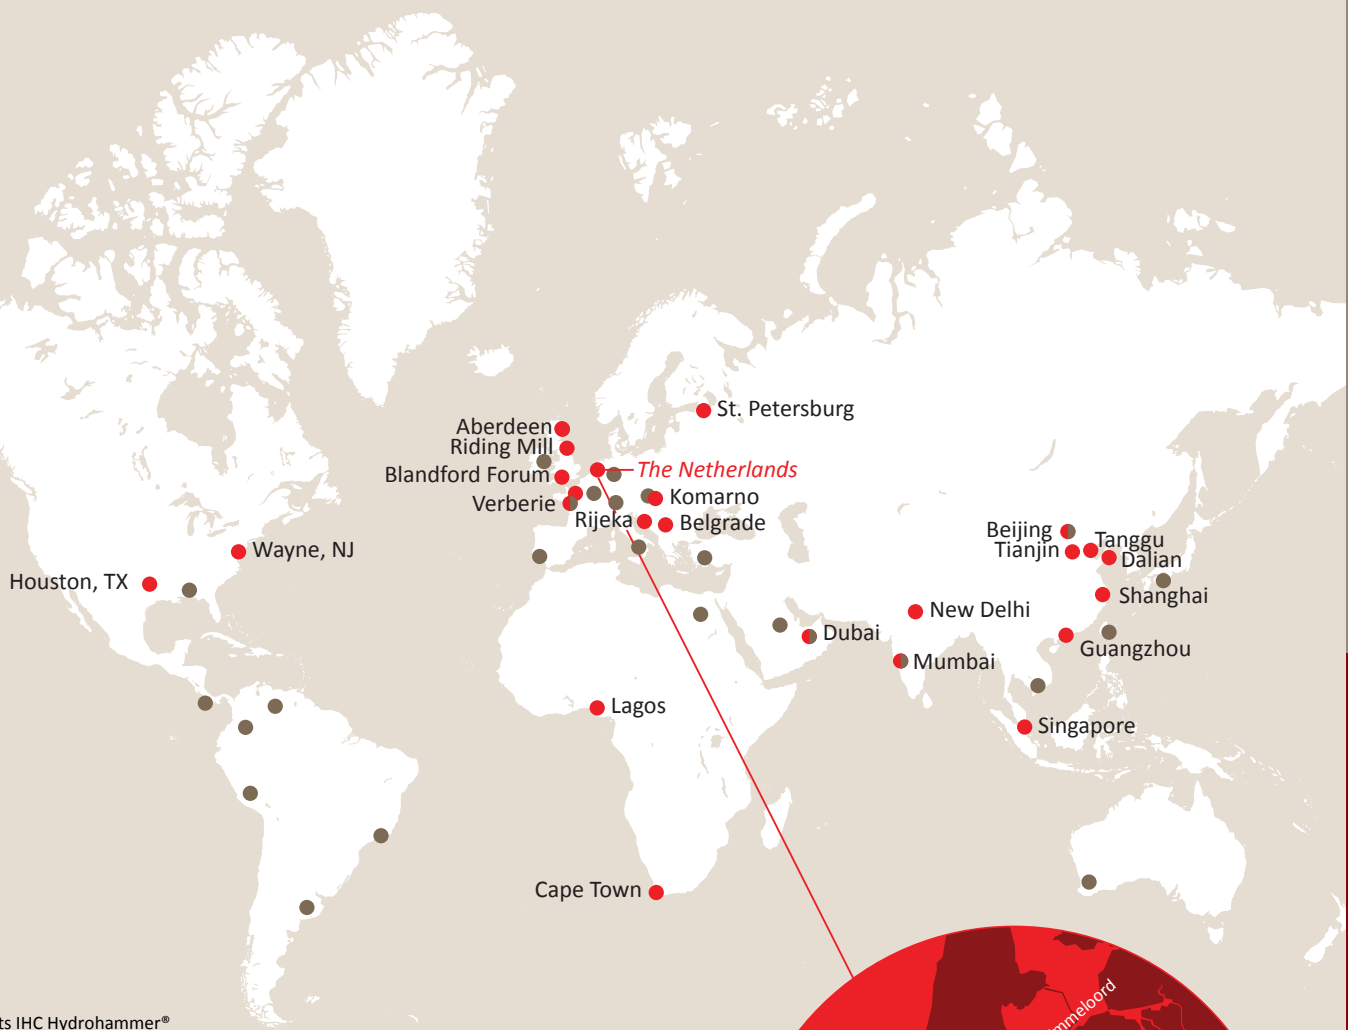 St. Petersburg
Aberdeen
Riding Mill
The Netherlands
Blandford Forum
Verberie
Komarno
Rijeka
Belgrade
Wayne, NJ
Houston, TX
Beijing
Tanggu
Tianjin
Dalian
Shanghai
New Delhi
Dubai
Guangzhou
Mumbai
Lagos
Singapore
Cape Town
mmeloord
ts IHC Hydrohammer®